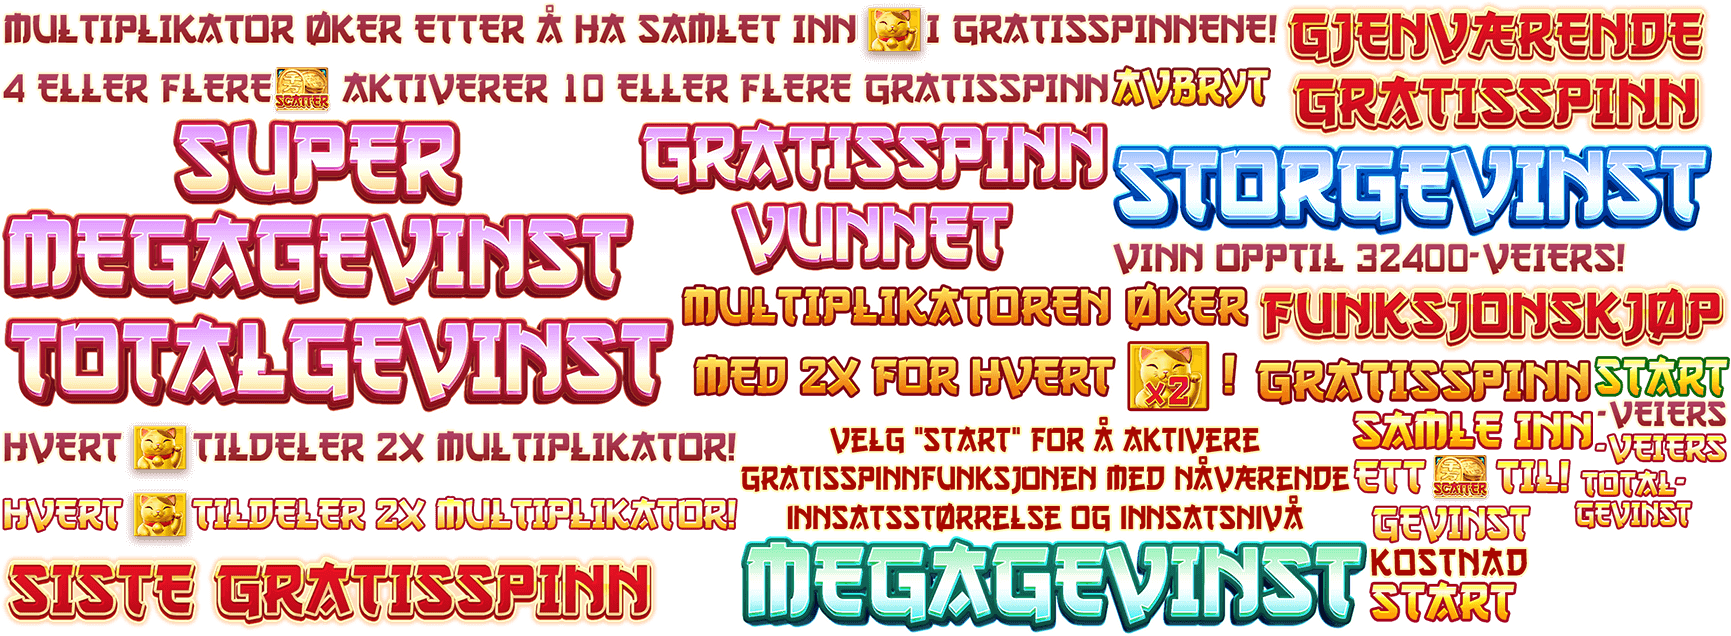 MULTIPLIKATOR ØKER ETTER Å HA SAMLET INN I GRATISSPINNENE!
4 ELLER FLERE SCATTER AKTIVERER 10 ELLER FLERE GRATISSPINN
AVBRYT
GJENVÆRENDE
GRATISSPINN
SUPER
MEGAGEVINST
GRATISSPINN
VUNNET
STORGEVINST
VINN OPPTIL 32400-VEIERS!
TOTALGEVINST
MULTIPLIKATOREN ØKER
MED 2X FOR HVERT X2 !
FUNKSJONSKJØP
GRATISSPINN
START
-VEIERS
SAMLE INN
-VEIERS
ETT SCATTER TIL!
TOTAL-
GEVINST
HVERT TILDELER 2X MULTIPLIKATOR!
HVERT TILDELER 2X MULTIPLIKATOR!
VELG "START" FOR Å AKTIVERE
GRATISSPINNFUNKSJONEN MED NÅVÆRENDE
INNSATSSTØRRELSE OG INNSATSNIVÅ
GEVINST
KOSTNAD
START
SISTE GRATISSPINN
MEGAGEVINST